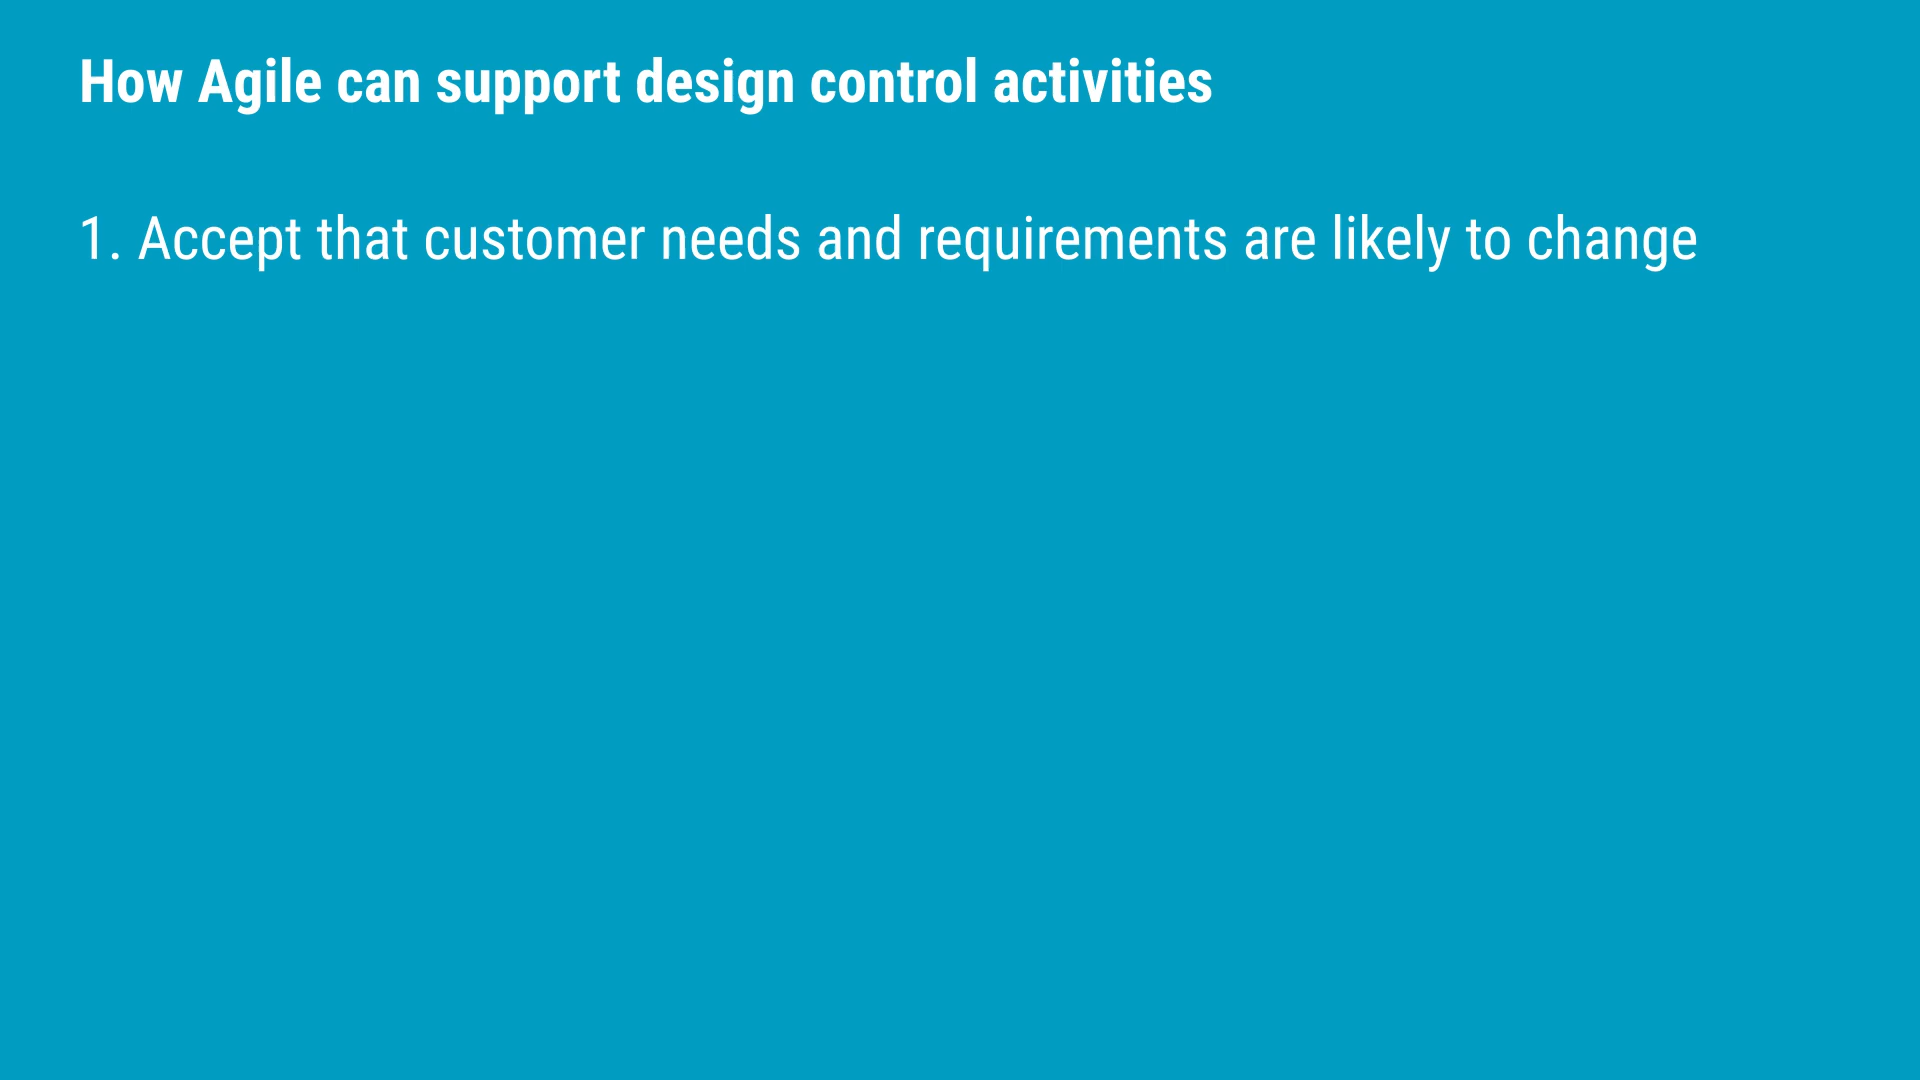 How Agile can support design control activities
1. Accept that customer needs and requirements are likely to change